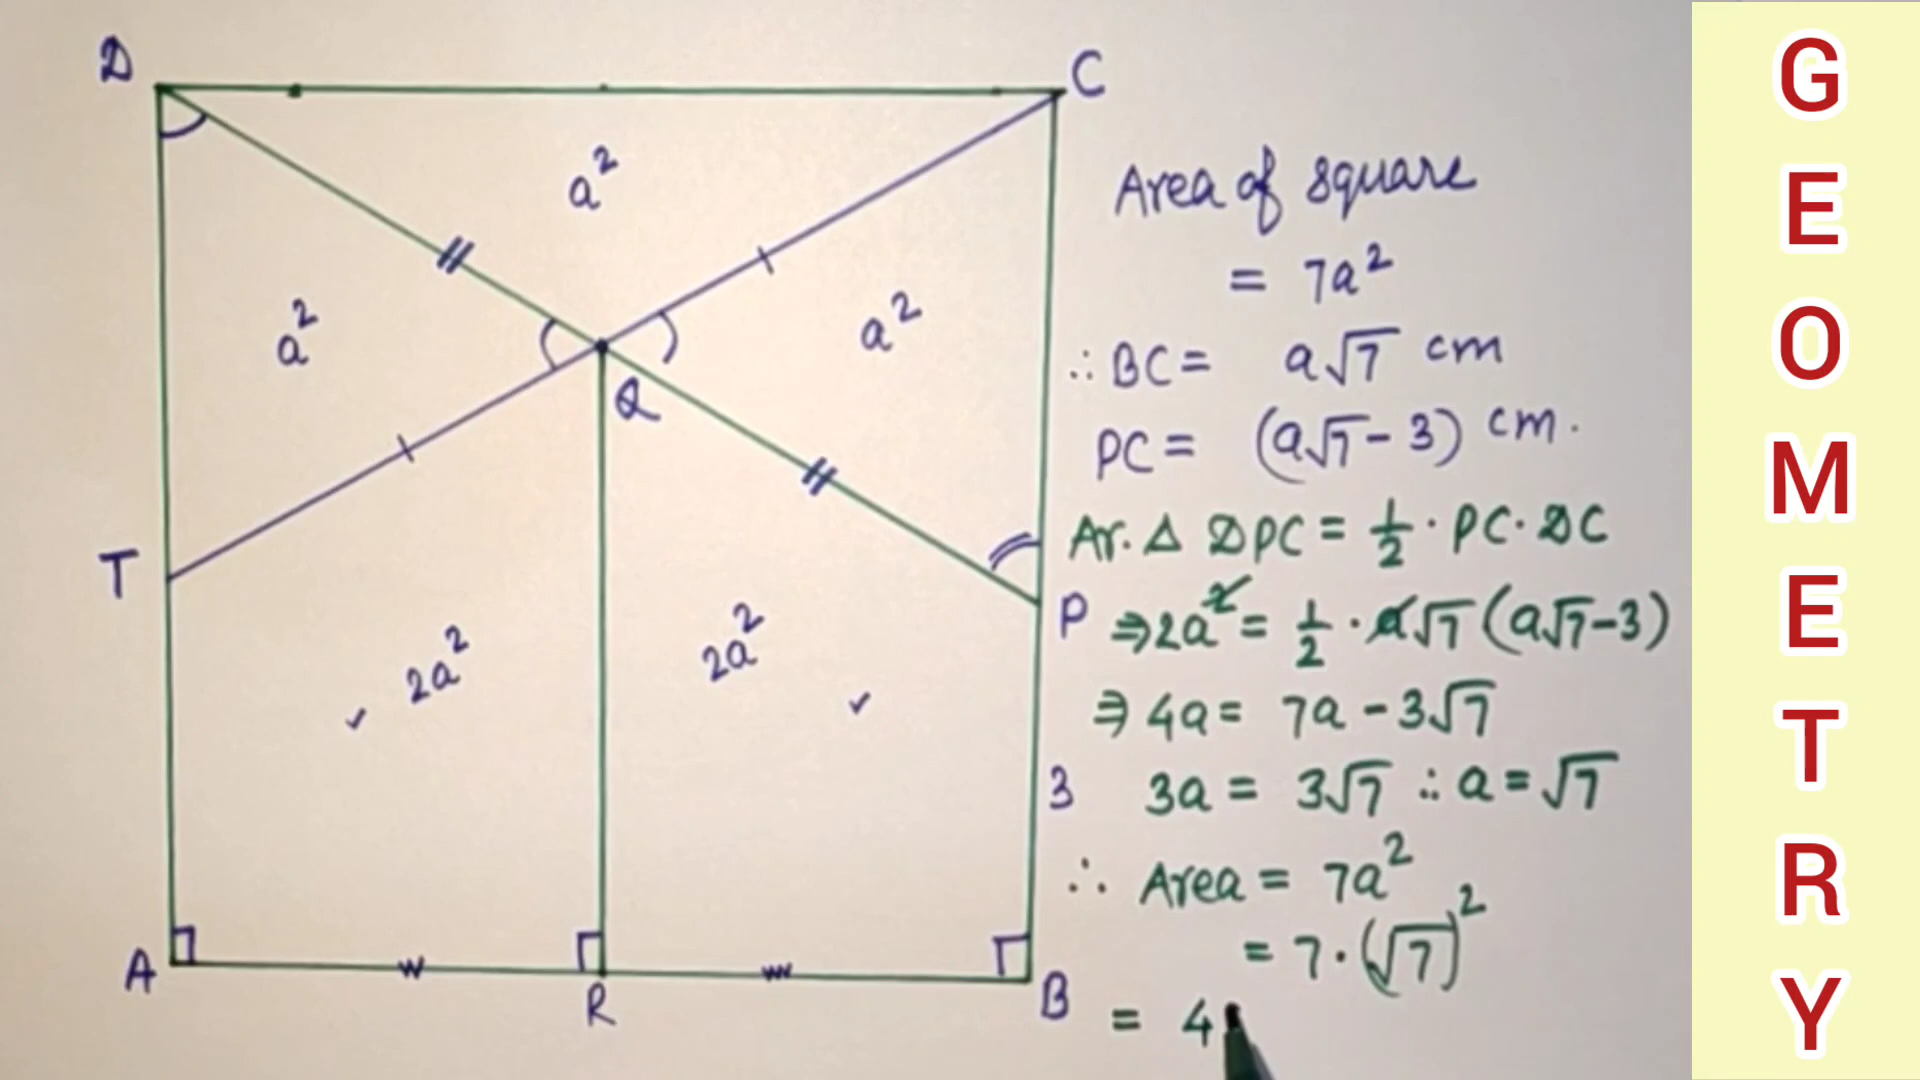 D
C
a²
a²
a²
Q
T
P
2a²
2a²
A
R
B
3
Area of square
= 7a²
∴ BC = a√7 cm
PC = (a√7 - 3) cm.
Ar. Δ DPC = 1/2 · PC · DC
⇒ 2a² = 1/2 · a√7 (a√7-3)
⇒ 4a = 7a - 3√7
3a = 3√7 ∴ a = √7
∴ Area = 7a²
= 7·(√7)²
= 4
G
E
O
M
E
T
R
Y